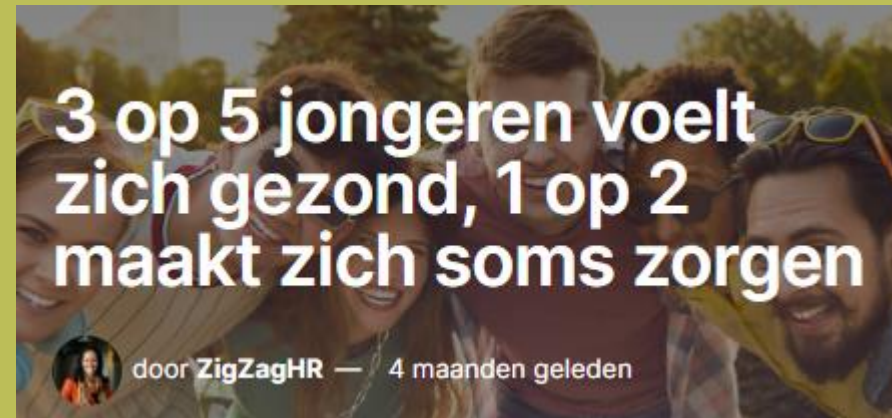 3 op 5 jongeren voelt
zich gezond, 1 op 2
maakt zich soms zorgen
door ZigZagHR — 4 maanden geleden